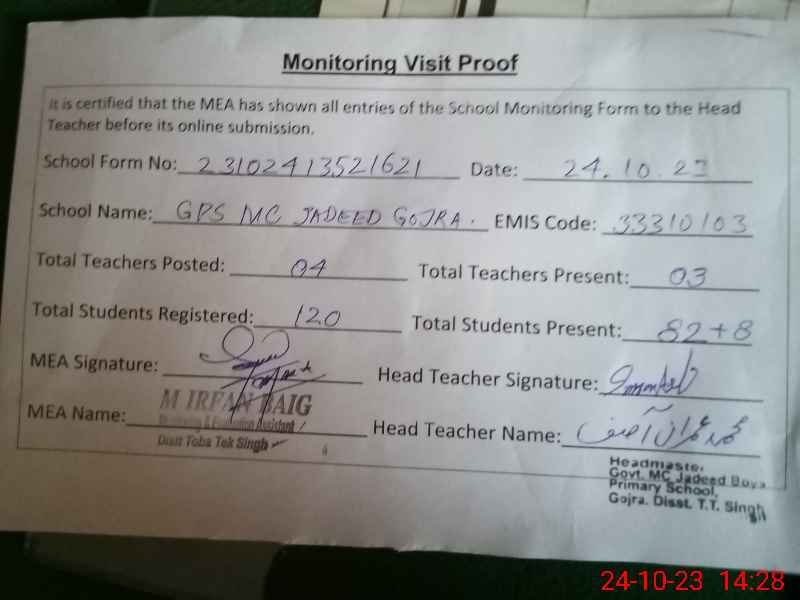 Monitoring Visit Proof
It is certified that the MEA has shown all entries of the School Monitoring Form to the Head
Teacher before its online submission.
School Form No: 23102413521621 Date: 24.10.23
School Name: GPS MC JADEED GOJRA. EMIS Code: 33310103
Total Teachers Posted: 04 Total Teachers Present: 03
Total Students Registered: 120 Total Students Present: 82+8
MEA Signature: Head Teacher Signature:
MEA Name: M IRFAN BAIG Head Teacher Name: محمد عمران آصف
Monitoring & Evaluation Assistant
Distt Toba Tek Singh
Headmaster,
Govt. MC Jadeed Boys
Primary School,
Gojra. Disst. T.T. Singh
24-10-23 14:28